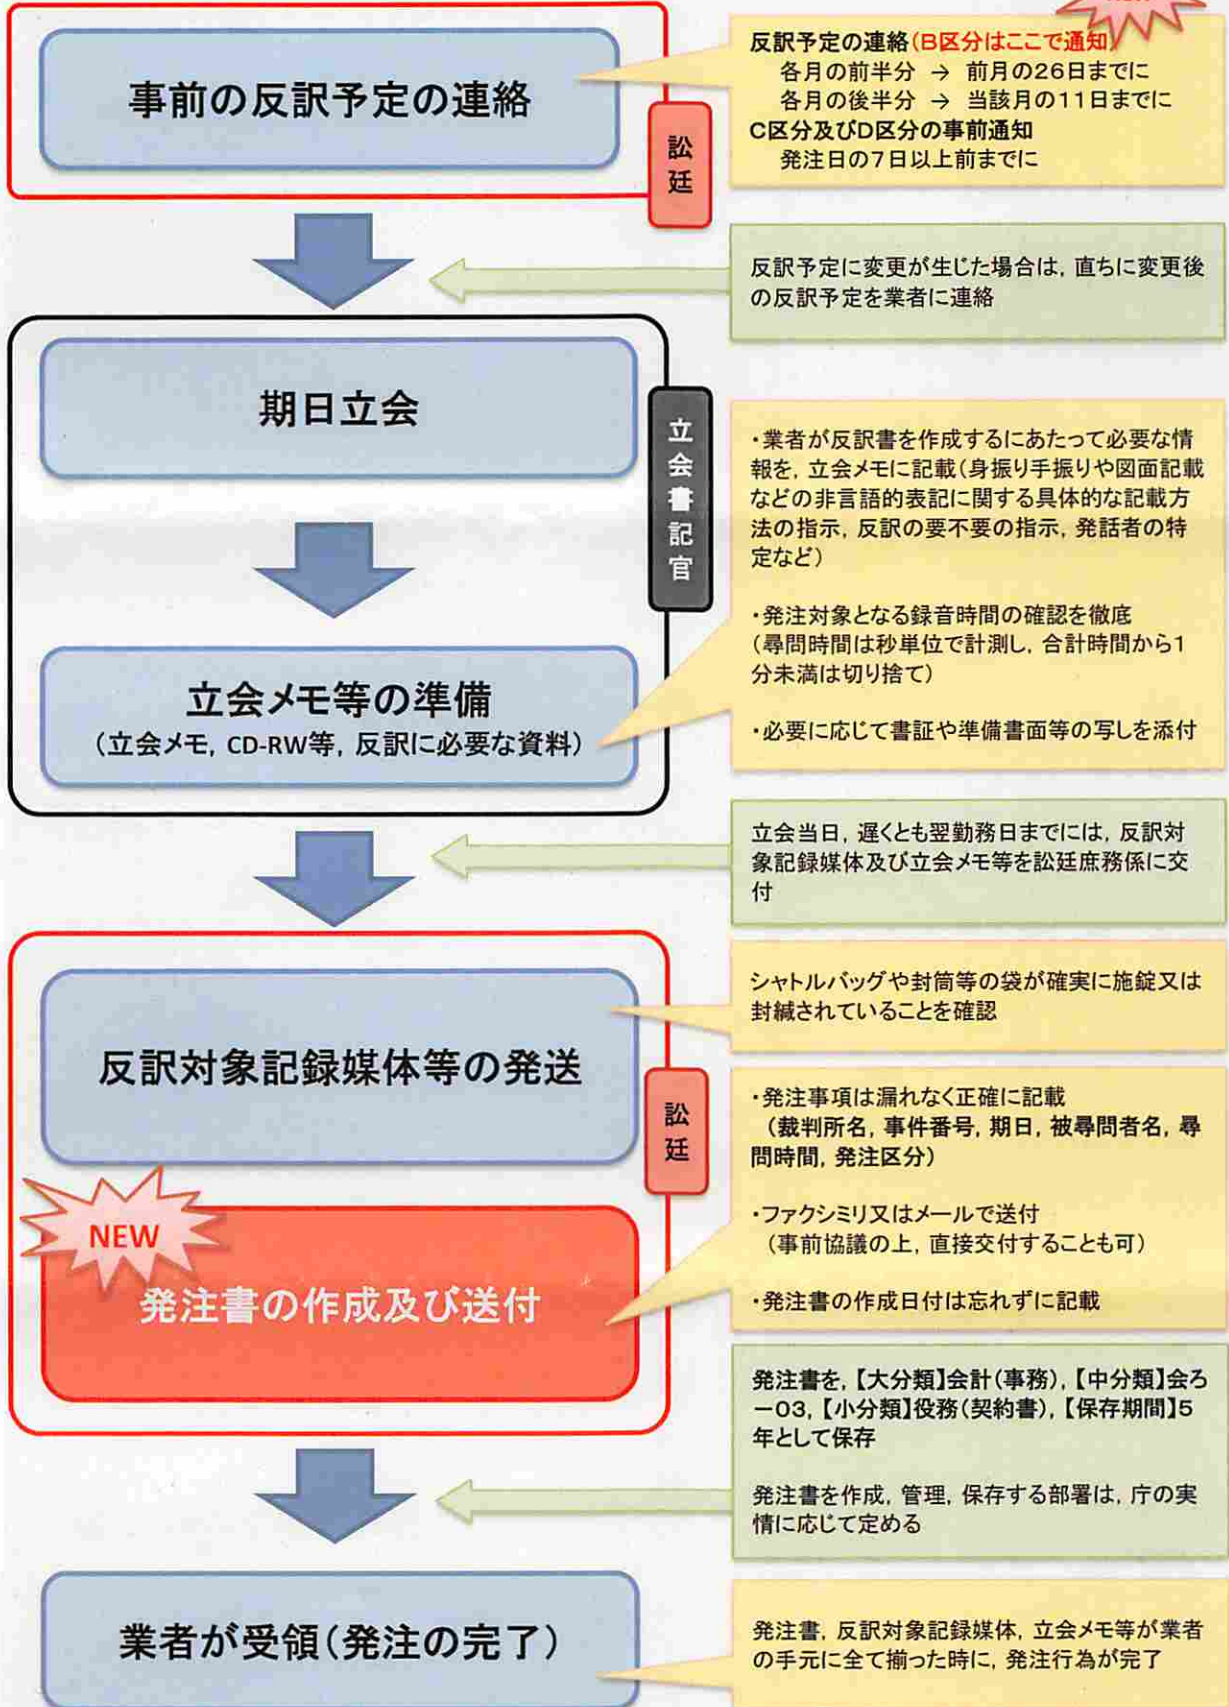 事前の反訳予定の連絡
訟廷
反訳予定の連絡(B区分はここで通知)
各月の前半分 → 前月の26日までに
各月の後半分 → 当該月の11日までに
C区分及びD区分の事前通知
発注日の7日以上前までに
反訳予定に変更が生じた場合は, 直ちに変更後
の反訳予定を業者に連絡
期日立会
立会書記官
立会メモ等の準備
(立会メモ, CD-RW等, 反訳に必要な資料)
・業者が反訳書を作成するにあたって必要な情
報を, 立会メモに記載(身振り手振りや図面記載
などの非言語的表記に関する具体的な記載方
法の指示, 反訳の要不要の指示, 発話者の特
定など)
・発注対象となる録音時間の確認を徹底
(尋問時間は秒単位で計測し, 合計時間から1
分未満は切り捨て)
・必要に応じて書証や準備書面等の写しを添付
立会当日, 遅くとも翌勤務日までには, 反訳対
象記録媒体及び立会メモ等を訟廷庶務係に交
付
反訳対象記録媒体等の発送
訟廷
シャトルバッグや封筒等の袋が確実に施錠又は
封緘されていることを確認
NEW
発注書の作成及び送付
・発注事項は漏れなく正確に記載
(裁判所名, 事件番号, 期日, 被尋問者名, 尋
問時間, 発注区分)
・ファクシミリ又はメールで送付
(事前協議の上, 直接交付することも可)
・発注書の作成日付は忘れずに記載
発注書を, 【大分類】会計(事務), 【中分類】会ろ
－03, 【小分類】役務(契約書), 【保存期間】5
年として保存
発注書を作成, 管理, 保存する部署は, 庁の実
情に応じて定める
業者が受領(発注の完了)
発注書, 反訳対象記録媒体, 立会メモ等が業者
の手元に全て揃った時に, 発注行為が完了